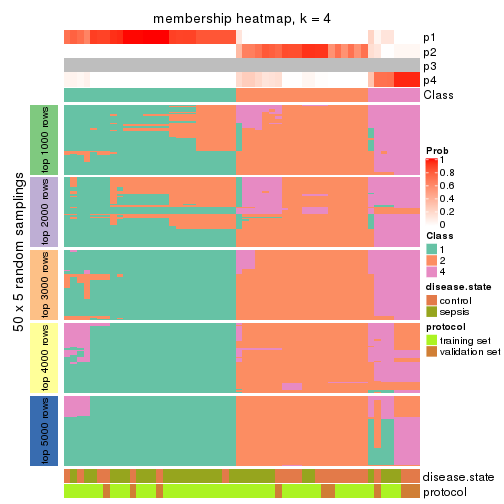 membership heatmap, k = 4
p1
p2
p3
p4
Class
50 x 5 random samplings
top 1000 rows
top 2000 rows
top 3000 rows
top 4000 rows
top 5000 rows
disease.state
protocol
Prob
1
0.8
0.6
0.4
0.2
0
Class
1
2
4
disease.state
control
sepsis
protocol
training set
validation set